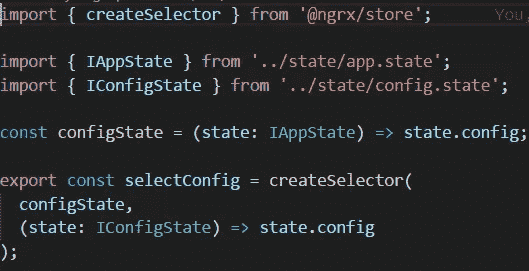 import { createSelector } from '@ngrx/store'; You,
import { IAppState } from '../state/app.state';
import { IConfigState } from '../state/config.state';
const configState = (state: IAppState) => state.config;
export const selectConfig = createSelector(
configState,
(state: IConfigState) => state.config
);